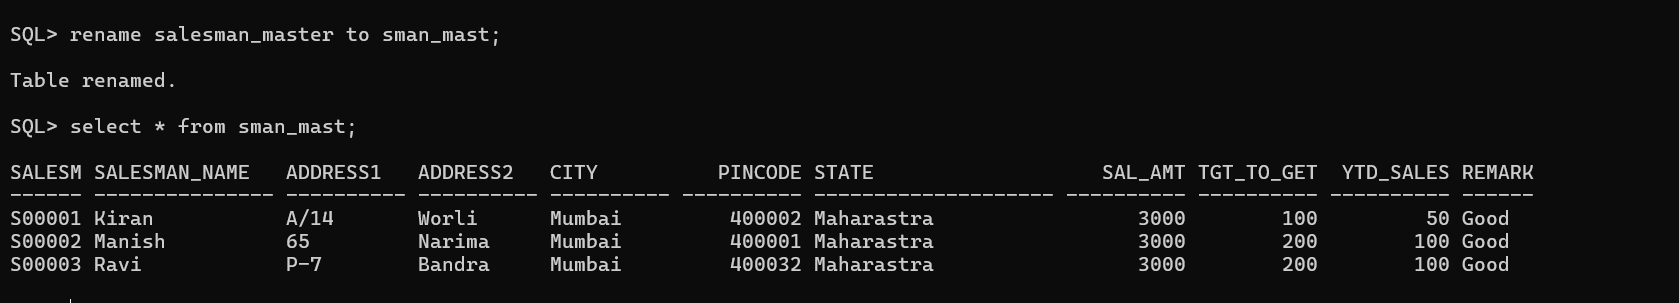 SQL> rename salesman_master to sman_mast;
Table renamed.
SQL> select * from sman_mast;
SALESM SALESMAN_NAME   ADDRESS1   ADDRESS2   CITY          PINCODE STATE                   SAL_AMT TGT_TO_GET  YTD_SALES REMARK
------ --------------- ---------- ---------- ---------- ---------- -------------------- ---------- ---------- ---------- ------
S00001 Kiran           A/14       Worli      Mumbai         400002 Maharastra                 3000        100         50 Good
S00002 Manish          65         Narima     Mumbai         400001 Maharastra                 3000        200        100 Good
S00003 Ravi            P-7        Bandra     Mumbai         400032 Maharastra                 3000        200        100 Good